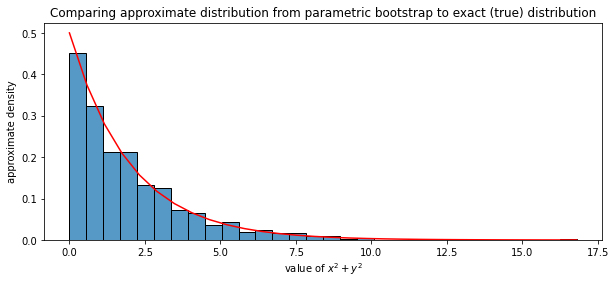 Comparing approximate distribution from parametric bootstrap to exact (true) distribution
0.5
0.4
0.3
0.2
0.1
0.0
approximate density
0.0 2.5 5.0 7.5 10.0 12.5 15.0 17.5
value of x² + y²